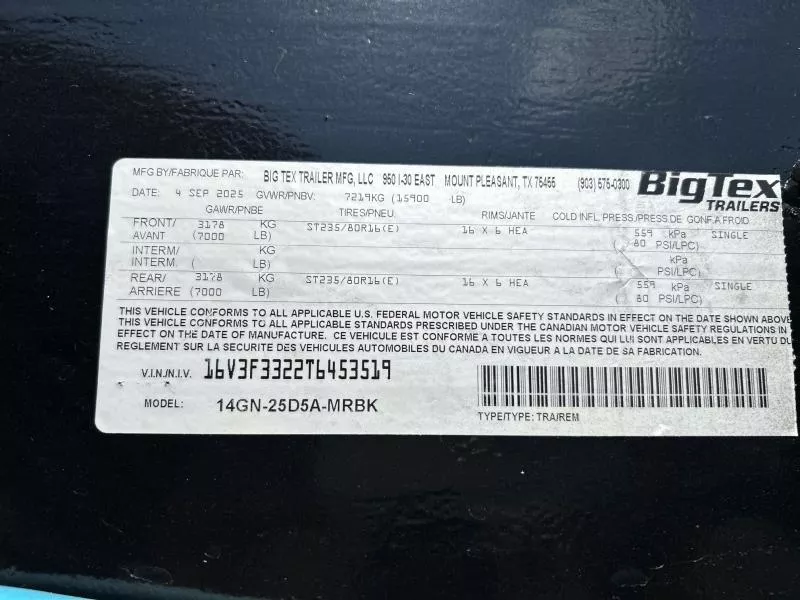 MFG BY/FABRIQUE PAR: BIG TEX TRAILER MFG, LLC 950 I-30 EAST MOUNT PLEASANT, TX 75455 (903) 575-0300
BigTex
TRAILERS
DATE: 4 SEP 2025 GVWR/PNBV: 7219KG (15900 LB)
GAWR/PNBE TIRES/PNEU. RIMS/JANTE COLD INFL. PRESS/PRESS.DE GONF.A FROID
FRONT/ 3178 KG ST235/80R16(E) 16 X 6 HEA 559 kPa SINGLE
AVANT (7000 LB) ( 80 PSI/LPC)
INTERM/ KG kPa
INTERM. ( LB) ( PSI/LPC)
REAR/ 3178 KG ST235/80R16(E) 16 X 6 HEA 559 kPa SINGLE
ARRIERE (7000 LB) ( 80 PSI/LPC)
THIS VEHICLE CONFORMS TO ALL APPLICABLE U.S. FEDERAL MOTOR VEHICLE SAFETY STANDARDS IN EFFECT ON THE DATE SHOWN ABOVE
THIS VEHICLE CONFORMS TO ALL APPLICABLE STANDARDS PRESCRIBED UNDER THE CANADIAN MOTOR VEHICLE SAFETY REGULATIONS IN
EFFECT ON THE DATE OF MANUFACTURE. CE VEHICULE EST CONFORME A TOUTES LES NORMES QUI LUI SONT APPLICABLES EN VERTU DU
REGLEMENT SUR LA SECURITE DES VEHICULES AUTOMOBILES DU CANADA EN VIGUEUR A LA DATE DE SA FABRICATION.
V.I.N./N.I.V. 16V3F3322T6453519
MODEL: 14GN-25D5A-MRBK
TYPE/TYPE: TRA/REM